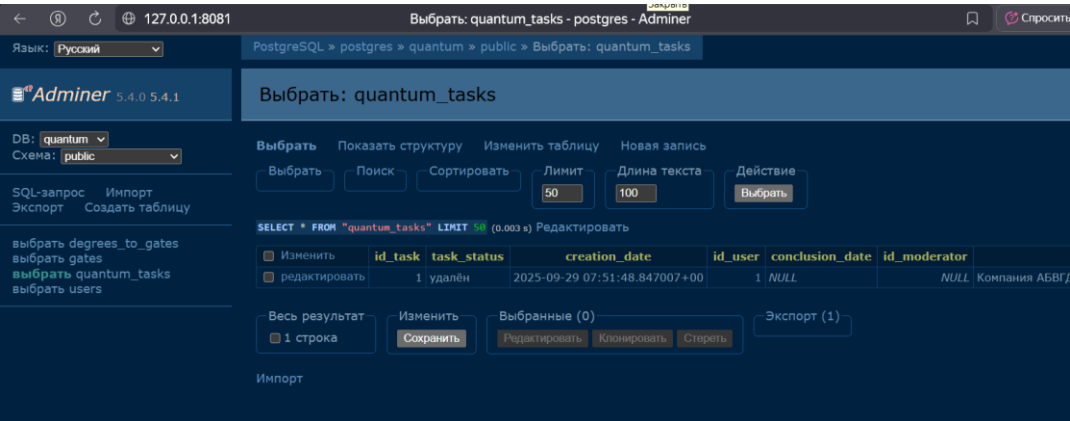 Закрыть
127.0.0.1:8081 Выбрать: quantum_tasks - postgres - Adminer Спросить
Язык: Русский
PostgreSQL » postgres » quantum » public » Выбрать: quantum_tasks
Adminer 5.4.0 5.4.1
Выбрать: quantum_tasks
DB: quantum
Схема: public
SQL-запрос Импорт
Экспорт Создать таблицу
выбрать degrees_to_gates
выбрать gates
выбрать quantum_tasks
выбрать users
Выбрать Показать структуру Изменить таблицу Новая запись
Выбрать Поиск Сортировать Лимит Длина текста Действие
50 100 Выбрать
SELECT * FROM "quantum_tasks" LIMIT 50 (0.003 s) Редактировать
Изменить id_task task_status creation_date id_user conclusion_date id_moderator
редактировать 1 удалён 2025-09-29 07:51:48.847007+00 1 NULL NULL Компания АБВГД
Весь результат Изменить Выбранные (0) Экспорт (1)
1 строка Сохранить Редактировать Клонировать Стереть
Импорт